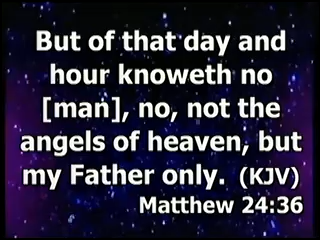 But of that day and
hour knoweth no
[man], no, not the
angels of heaven, but
my Father only. (KJV)
Matthew 24:36